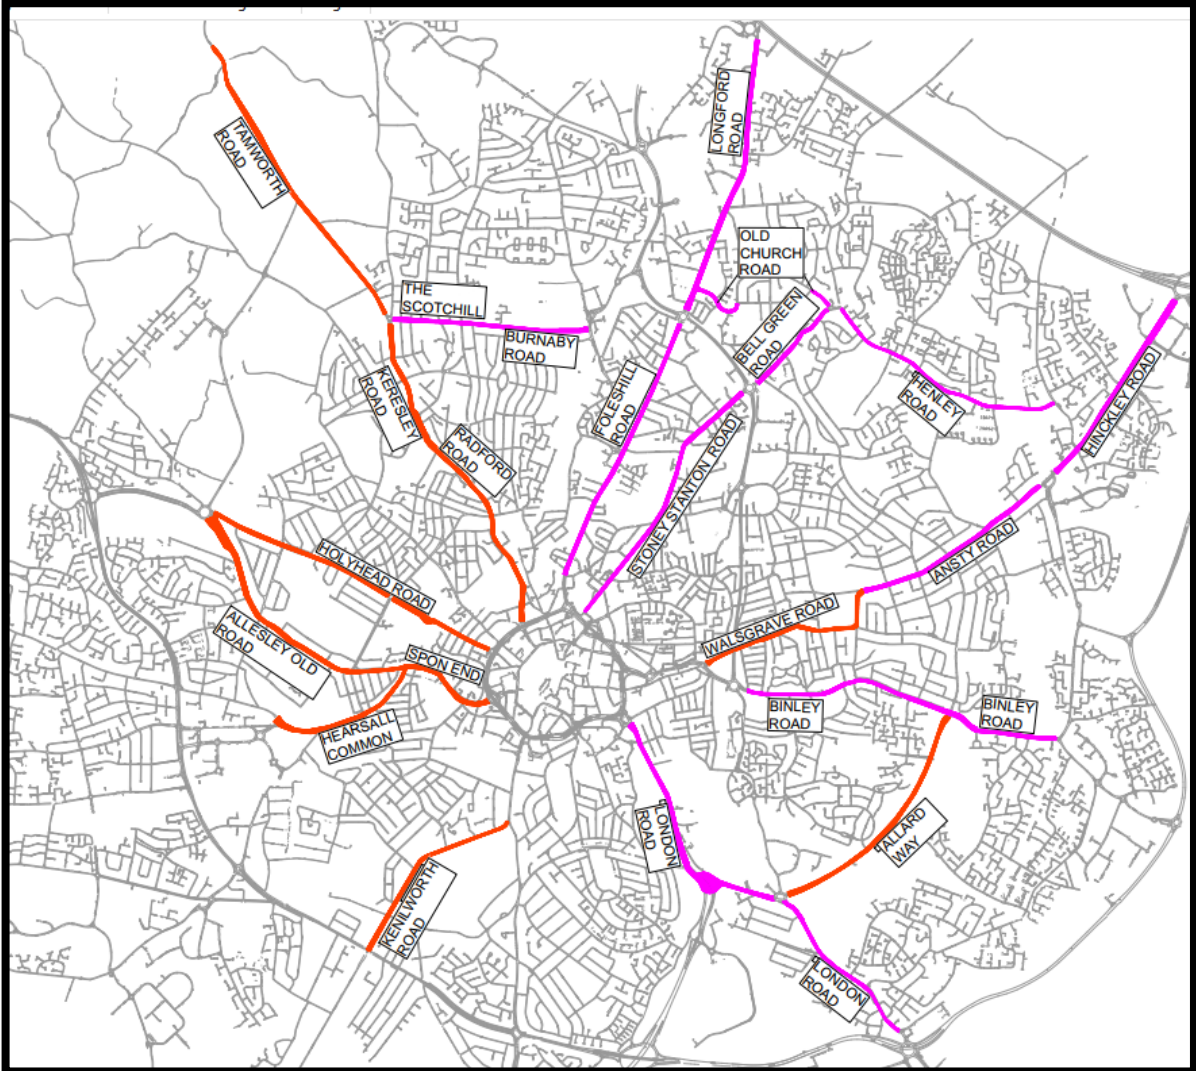 LONGFORD
ROAD
TAMWORTH
ROAD
OLD
CHURCH
ROAD
THE
SCOTCHILL
BURNABY
ROAD
BELL GREEN
ROAD
KERESLEY
ROAD
FOLESHILL
ROAD
HENLEY
ROAD
HINCKLEY ROAD
RADFORD
ROAD
STONEY STANTON ROAD
ANSTY ROAD
HOLYHEAD ROAD
WALSGRAVE ROAD
ALLESLEY OLD
ROAD
SPON END
BINLEY
ROAD
BINLEY
ROAD
HEARSALL
COMMON
LONDON
ROAD
ALLARD
WAY
KENILWORTH
ROAD
LONDON
ROAD